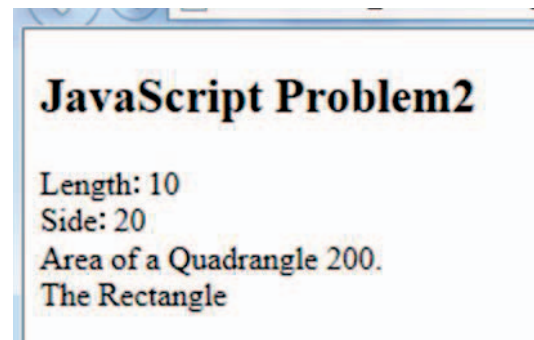 JavaScript Problem2
Length: 10
Side: 20
Area of a Quadrangle 200.
The Rectangle